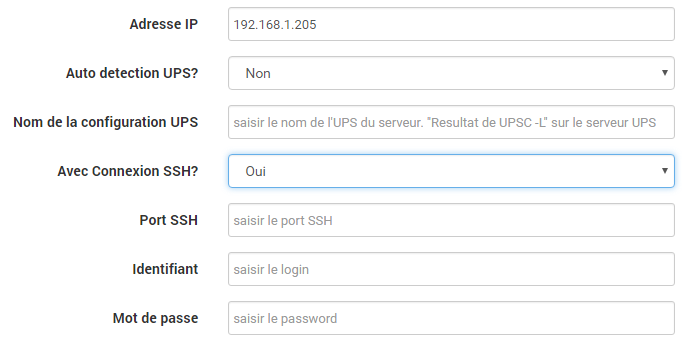 Adresse IP 192.168.1.205
Auto detection UPS? Non
Nom de la configuration UPS saisir le nom de l'UPS du serveur. "Resultat de UPSC -L" sur le serveur UPS
Avec Connexion SSH? Oui
Port SSH saisir le port SSH
Identifiant saisir le login
Mot de passe saisir le password